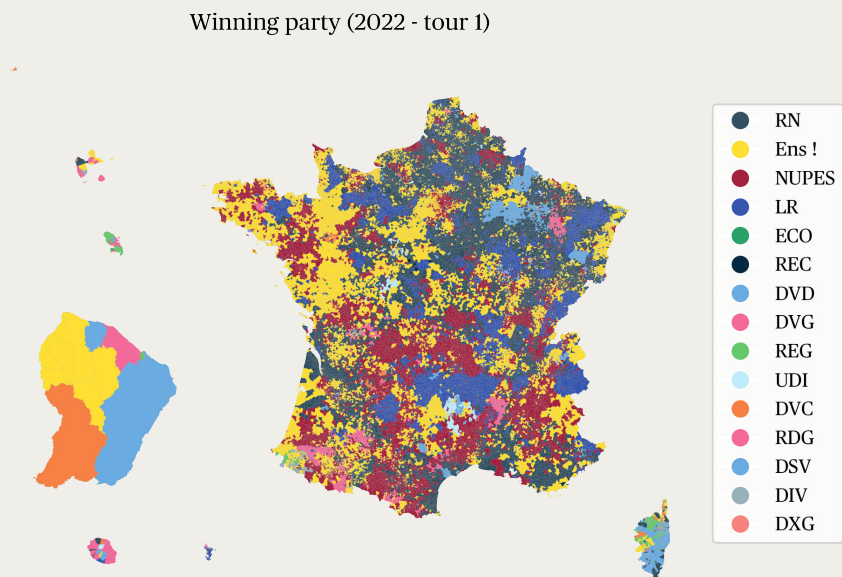 Winning party (2022 - tour 1)
RN
Ens !
NUPES
LR
ECO
REC
DVD
DVG
REG
UDI
DVC
RDG
DSV
DIV
DXG